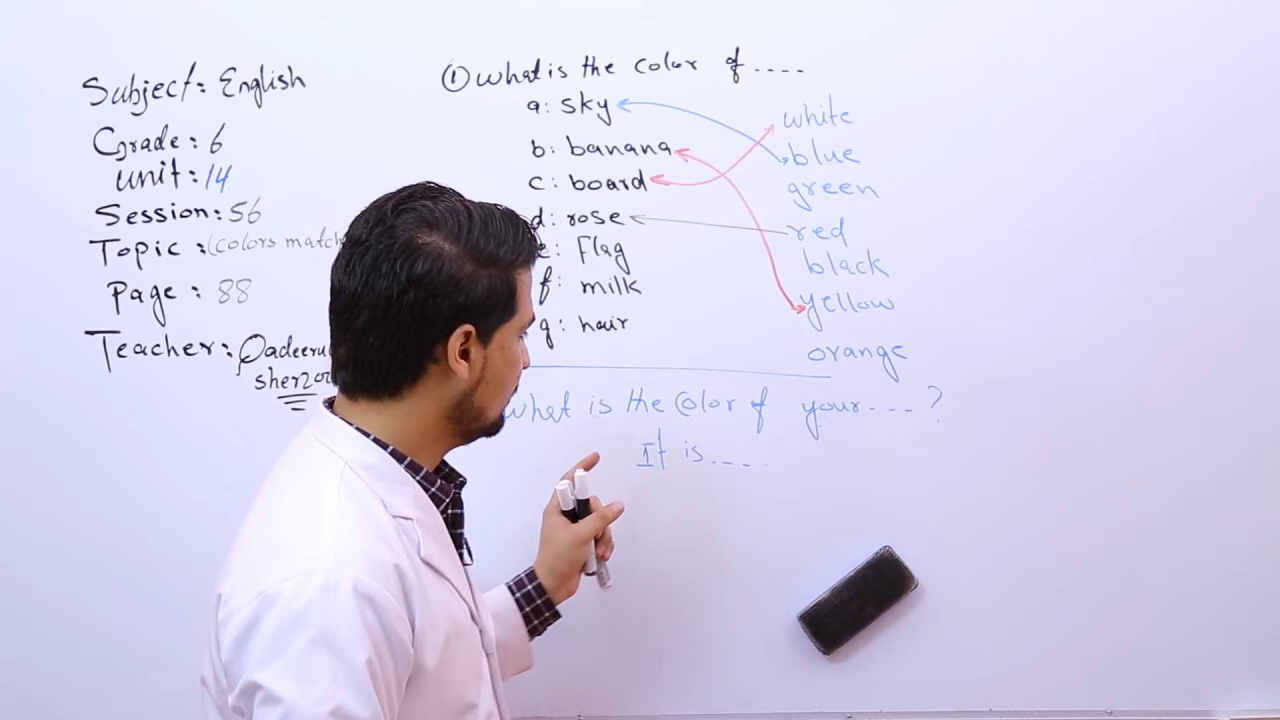 Subject: English
Grade: 6
unit: 14
Session: 56
Topic: (colors match
page: 88
Teacher:
① what is the color of ....
a: sky
b: banana
c: board
d: rose
e: Flag
f: milk
g: hair
white
blue
green
red
black
yellow
orange
what is the color of your ---- ?
It is ----